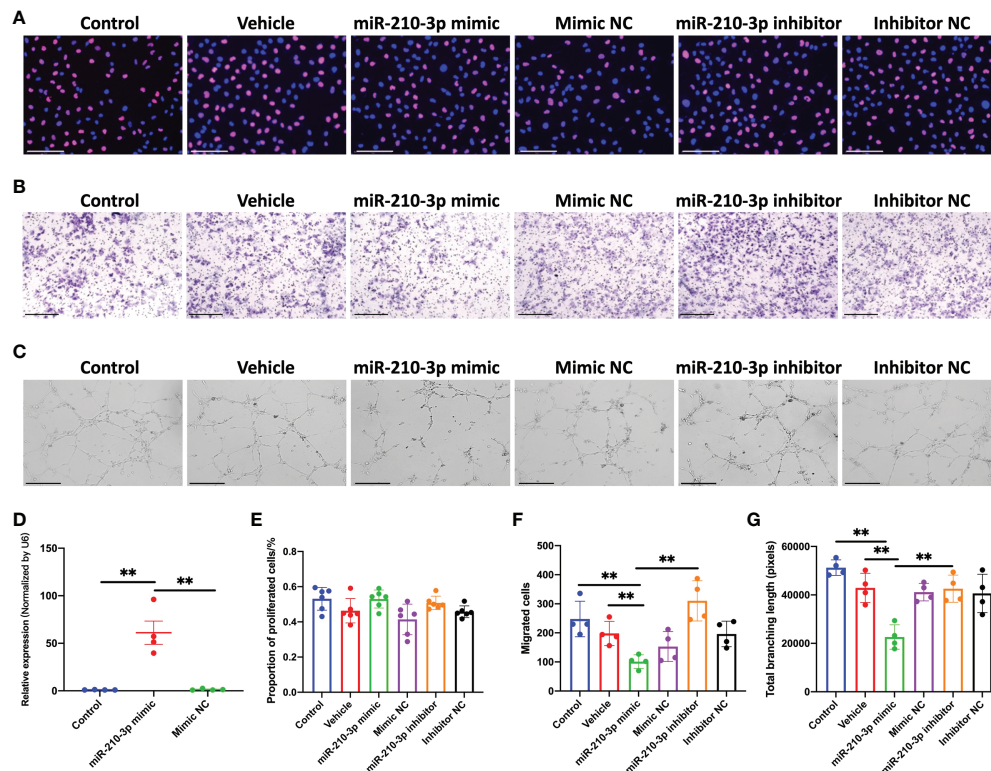 A
Control Vehicle miR-210-3p mimic Mimic NC miR-210-3p inhibitor Inhibitor NC
B
Control Vehicle miR-210-3p mimic Mimic NC miR-210-3p inhibitor Inhibitor NC
C
Control Vehicle miR-210-3p mimic Mimic NC miR-210-3p inhibitor Inhibitor NC
D
Relative expression (Normalized by U6)
150
100
50
0
** **
Control miR-210-3p mimic Mimic NC
E
Proportion of proliferated cells/%
0.8
0.6
0.4
0.2
0.0
Control Vehicle miR-210-3p mimic Mimic NC miR-210-3p inhibitor Inhibitor NC
F
Migrated cells
500
400
300
200
100
0
** ** **
Control Vehicle miR-210-3p mimic Mimic NC miR-210-3p inhibitor Inhibitor NC
G
Total branching length (pixels)
60000
40000
20000
0
** ** **
Control Vehicle miR-210-3p mimic Mimic NC miR-210-3p inhibitor Inhibitor NC